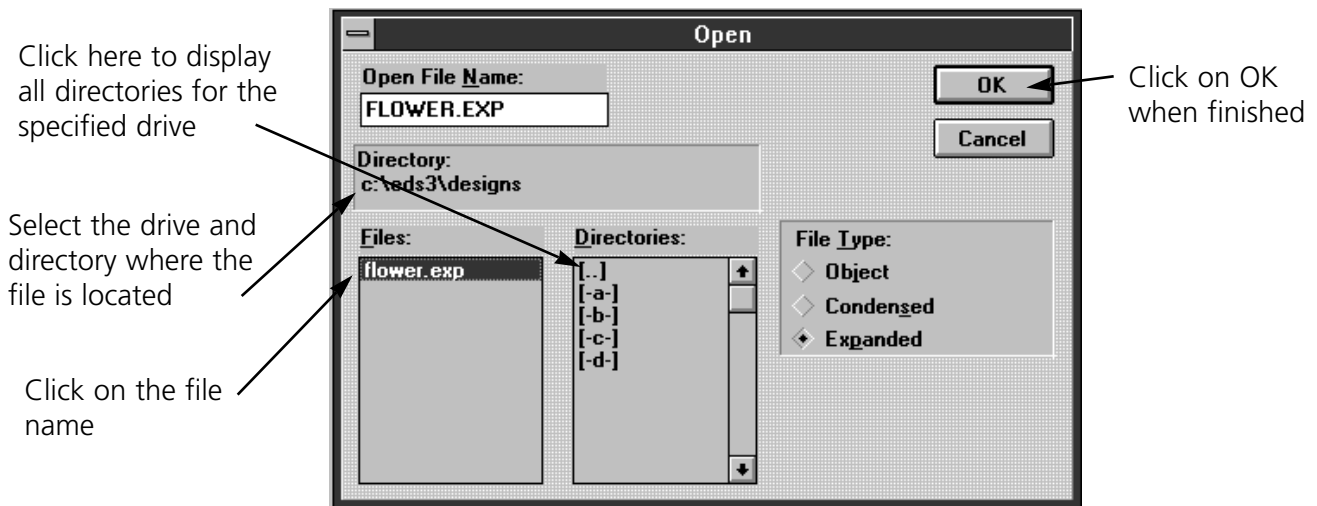 Open
Click here to display
all directories for the
specified drive
Open File Name:
FLOWER.EXP
OK
Click on OK
when finished
Cancel
Directory:
c:\eds3\designs
Select the drive and
directory where the
file is located
Files:
flower.exp
Directories:
[..]
[-a-]
[-b-]
[-c-]
[-d-]
File Type:
Object
Condensed
Expanded
Click on the file
name